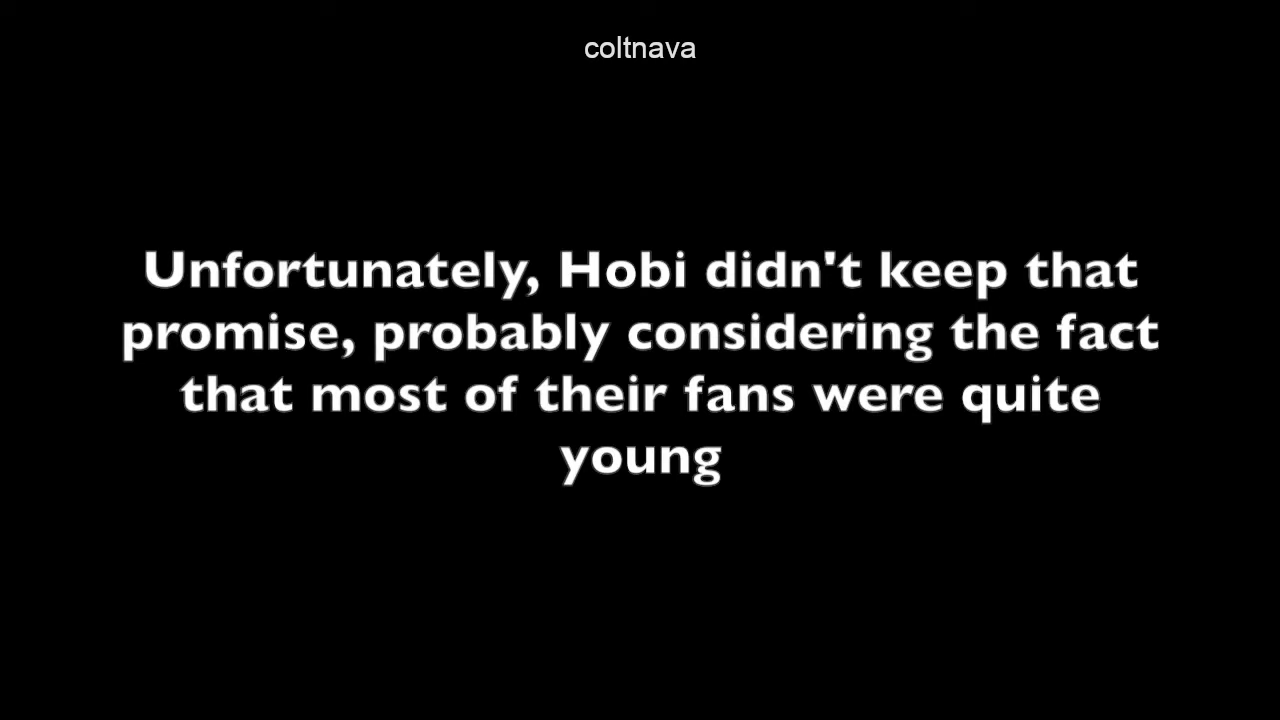 coltnava
Unfortunately, Hobi didn't keep that
promise, probably considering the fact
that most of their fans were quite
young